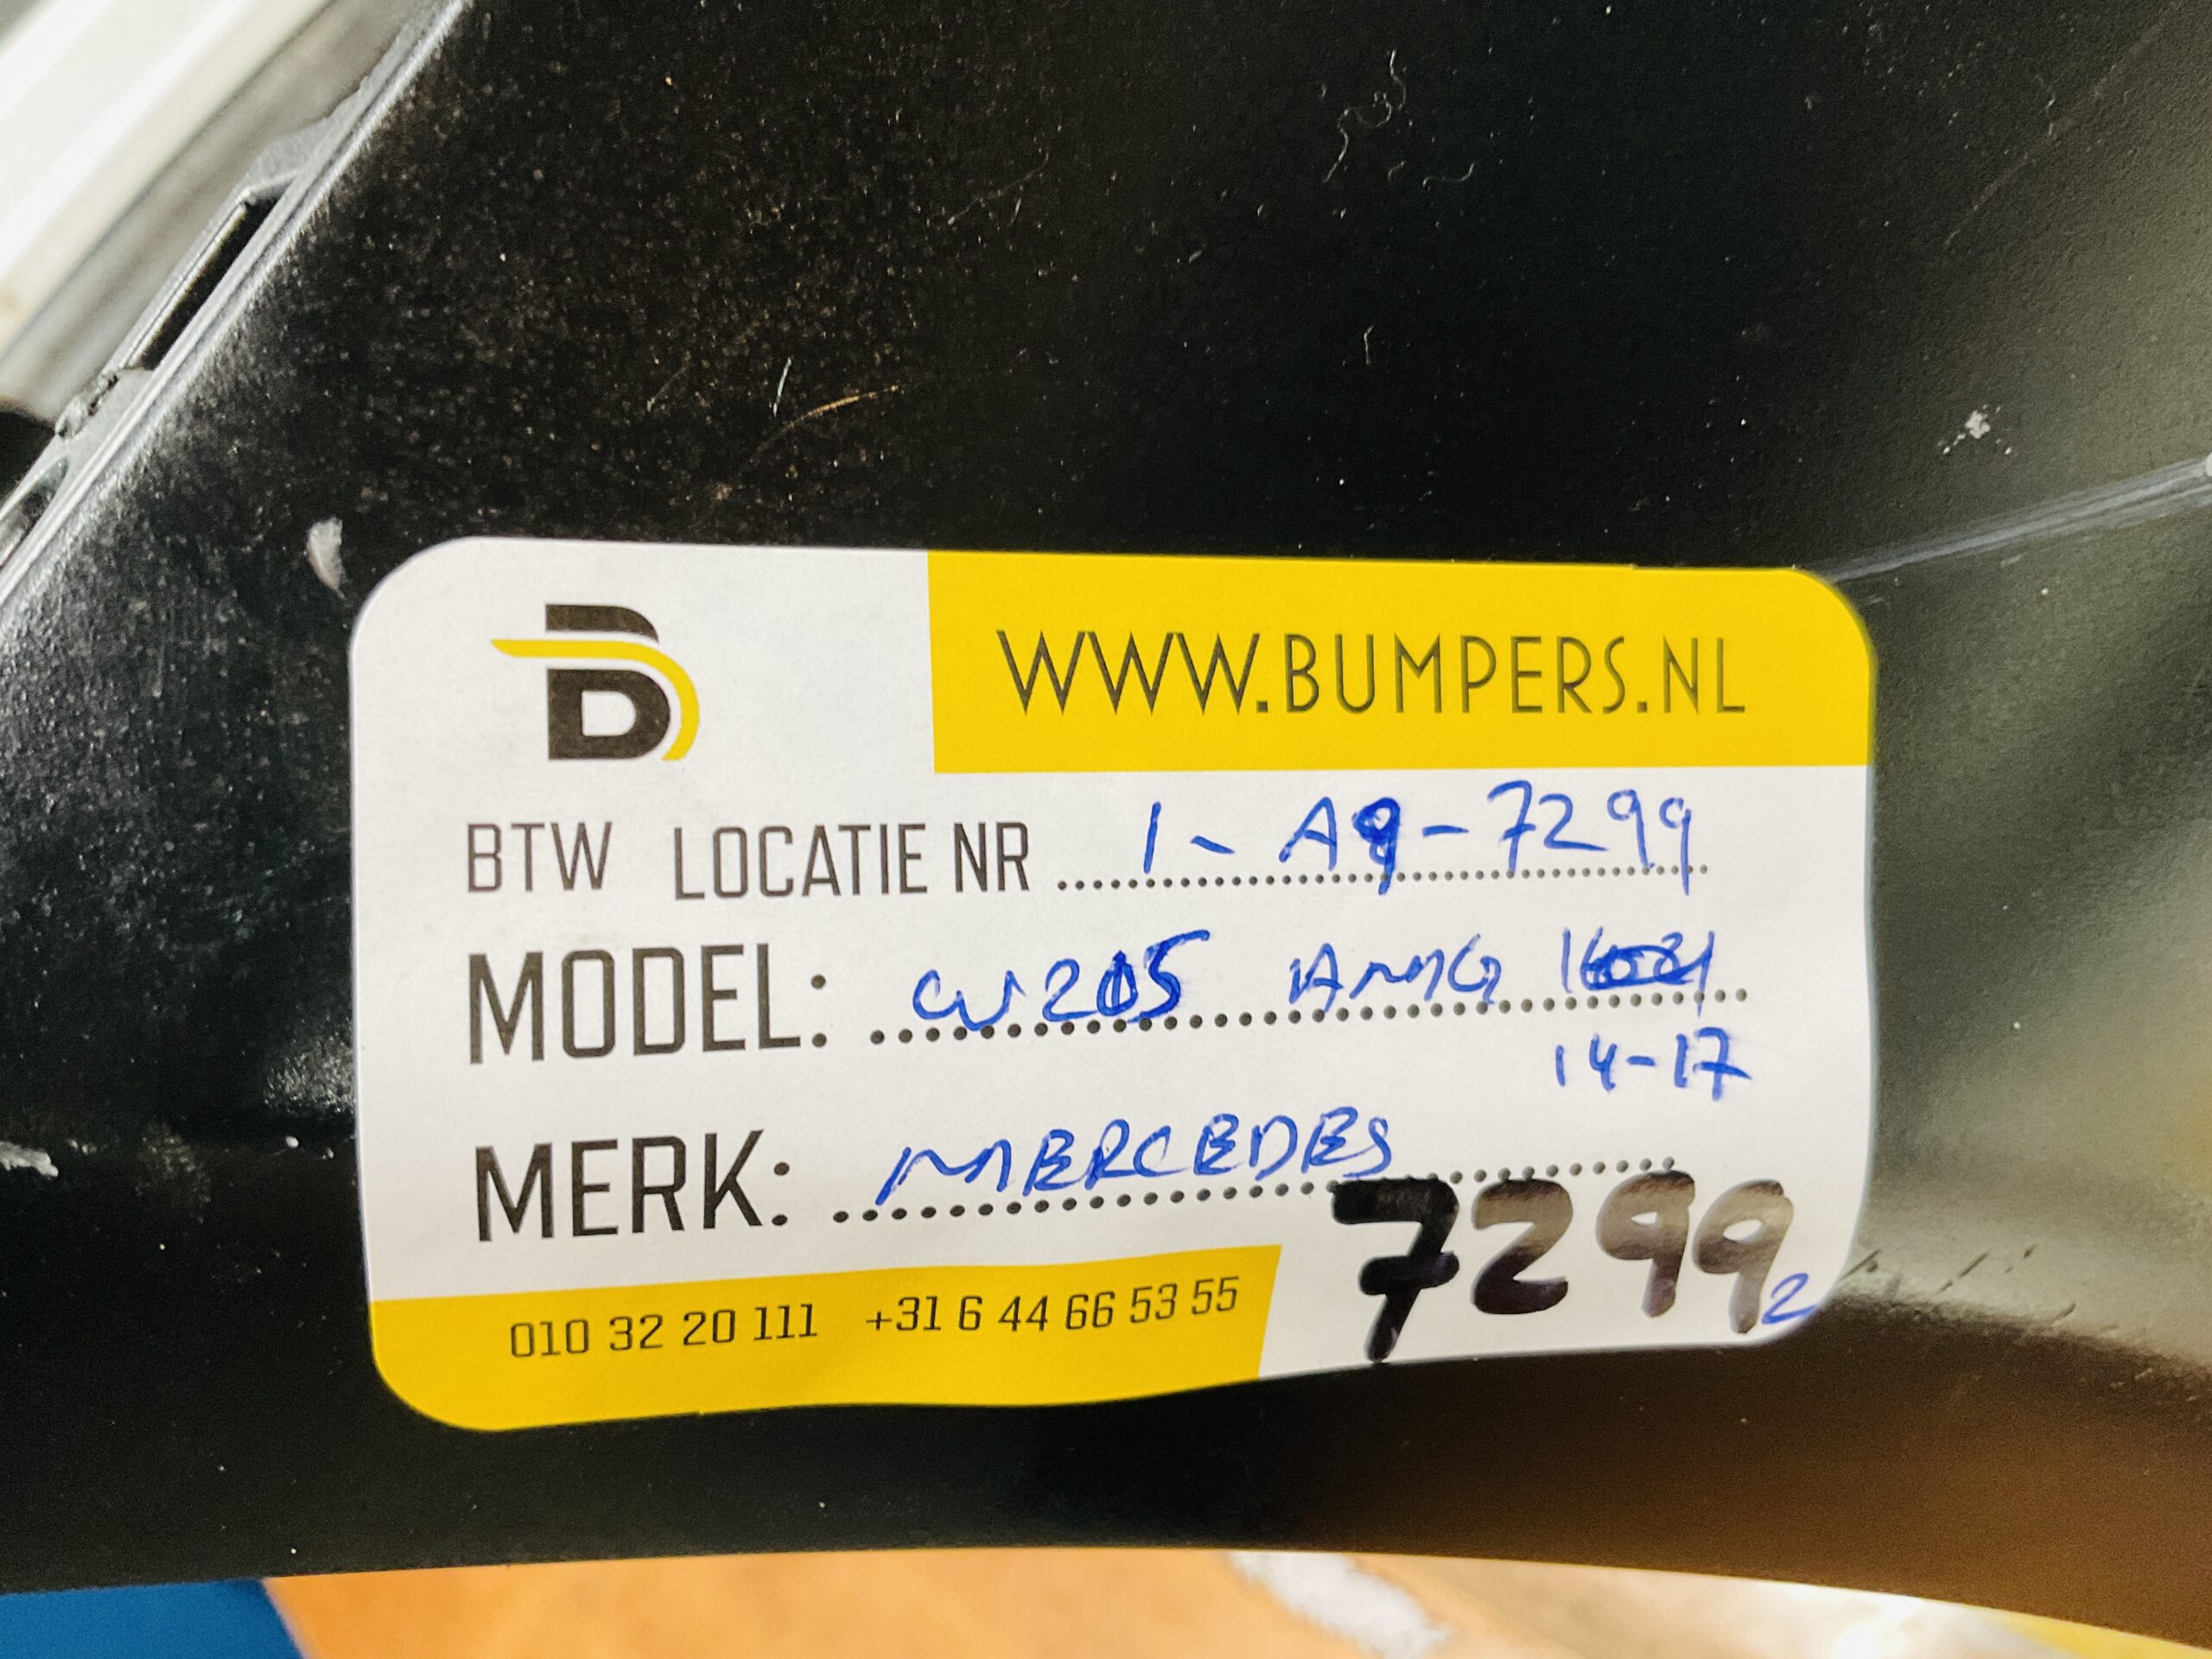 B
WWW.BUMPERS.NL
BTW LOCATIE NR 1-A9-7299
MODEL: W205 AMG
14-17
MERK: MERCEDES
7299 2
010 32 20 111 +31 6 44 66 53 55